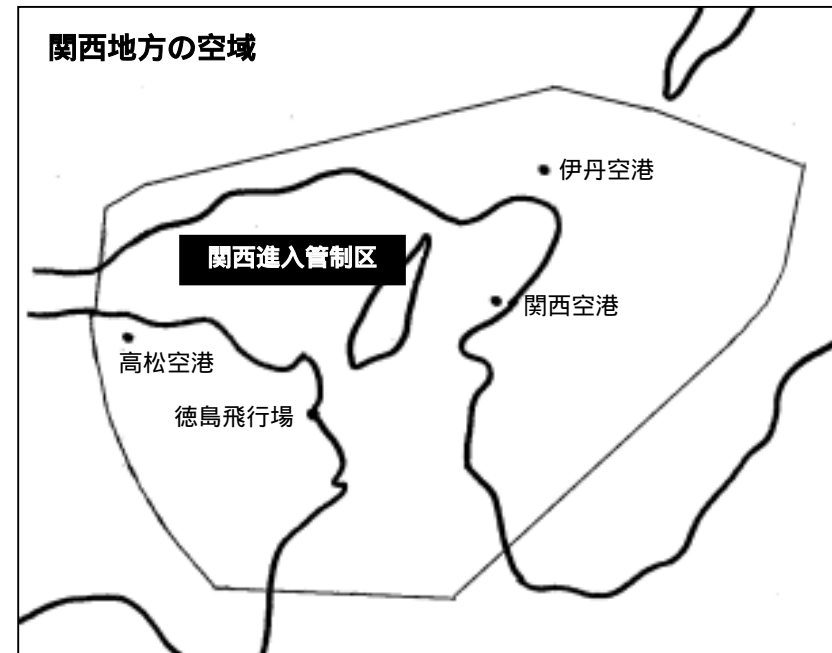 関西地方の空域
伊丹空港
関西進入管制区
関西空港
高松空港
徳島飛行場